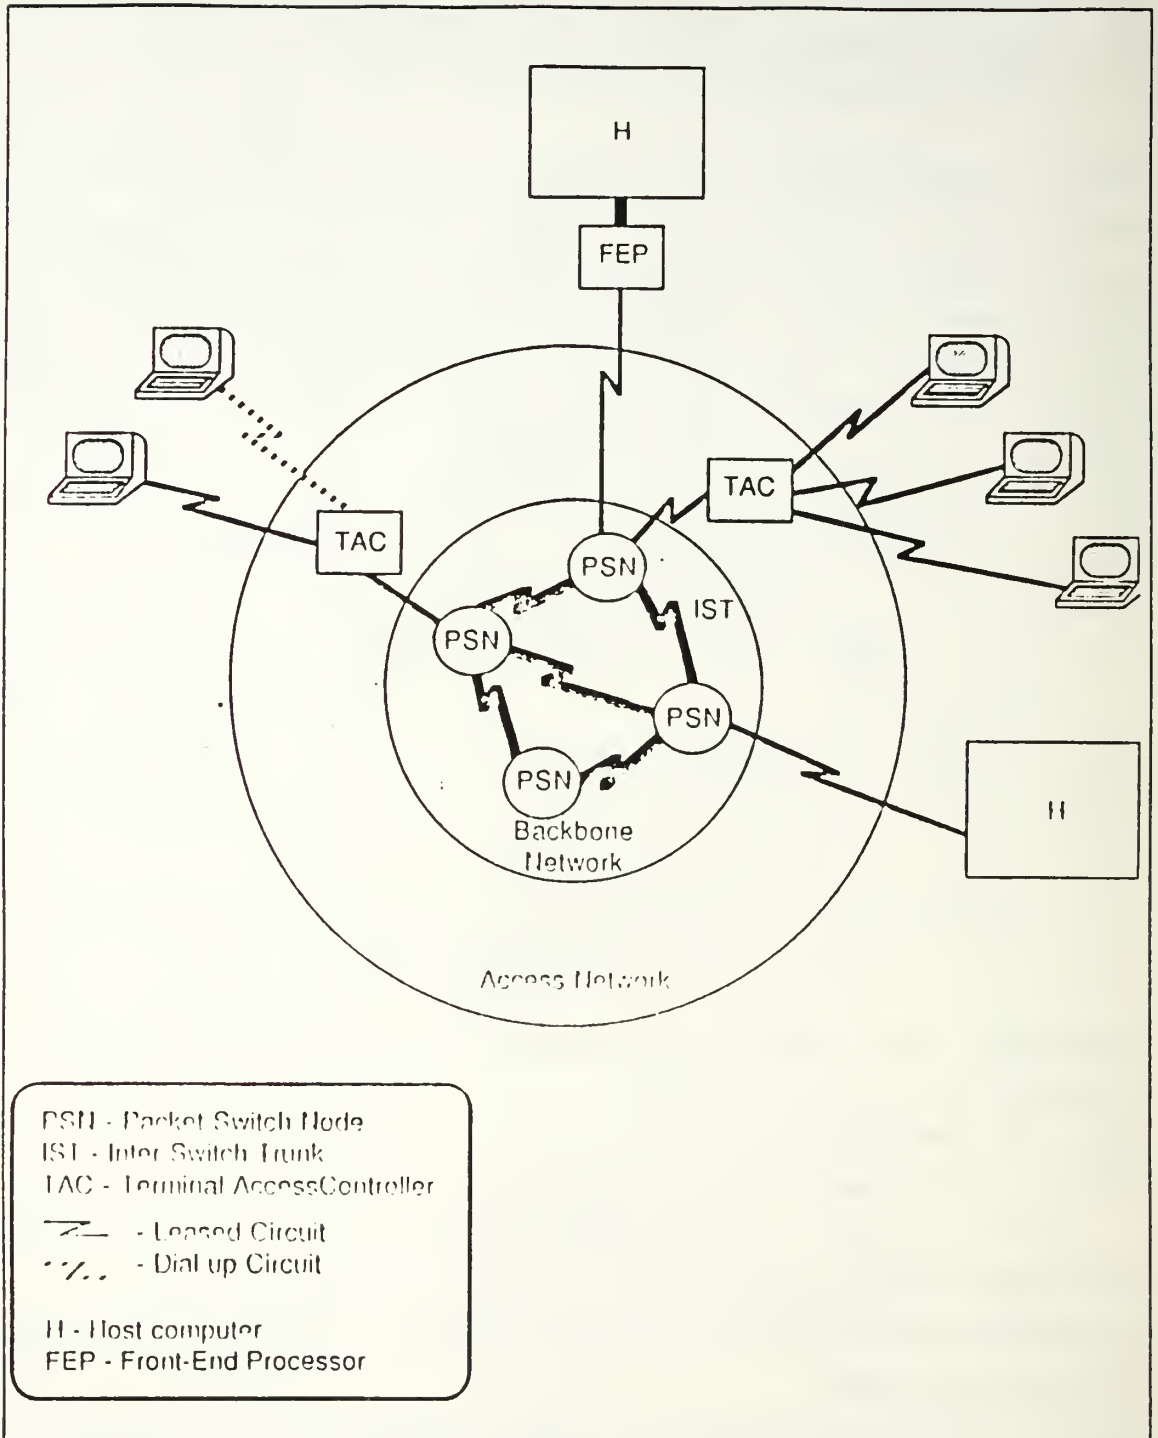 H
FEP
TAC
TAC
PSN
IST
PSN
PSN
PSN
H
Backbone
Network
Access Network
PSN - Packet Switch Node
IST - Inter Switch Trunk
TAC - Terminal AccessController
- Leased Circuit
- Dial up Circuit
H - Host computer
FEP - Front-End Processor